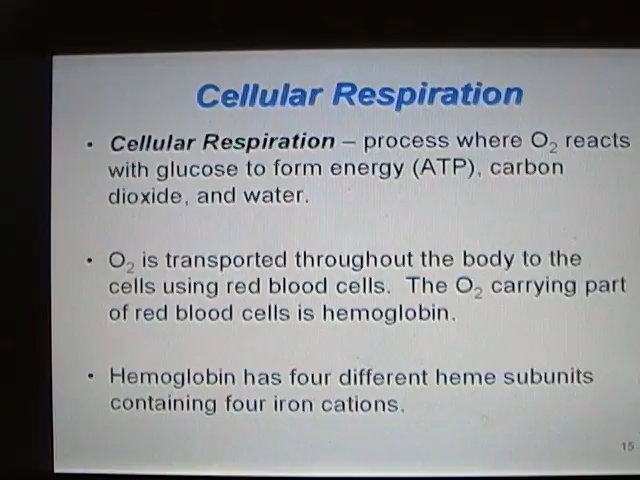 Cellular Respiration
• Cellular Respiration – process where O₂ reacts
with glucose to form energy (ATP), carbon
dioxide, and water.
• O₂ is transported throughout the body to the
cells using red blood cells. The O₂ carrying part
of red blood cells is hemoglobin.
• Hemoglobin has four different heme subunits
containing four iron cations.
15